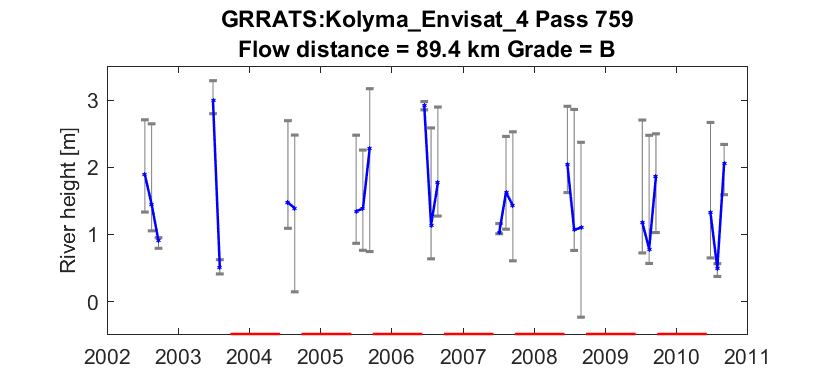 GRRATS:Kolyma_Envisat_4 Pass 759
Flow distance = 89.4 km Grade = B
River height [m]
3
2
1
0
2002 2003 2004 2005 2006 2007 2008 2009 2010 2011